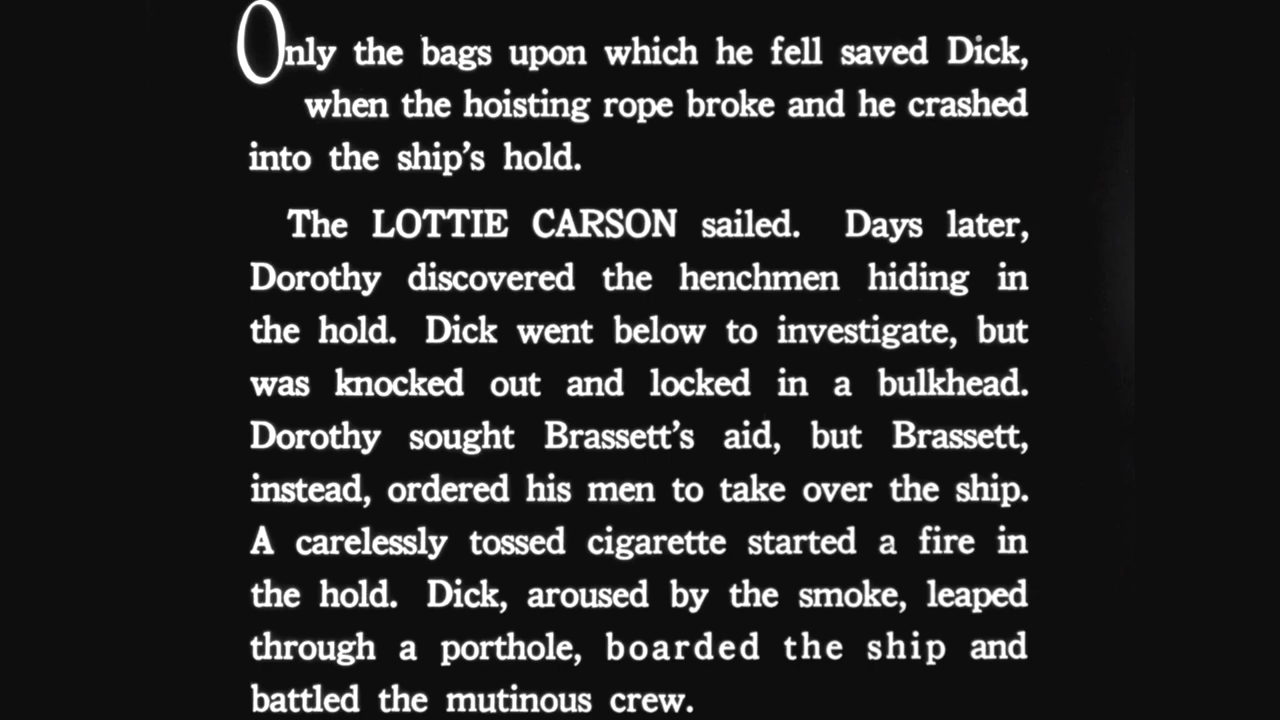 Only the bags upon which he fell saved Dick,
when the hoisting rope broke and he crashed
into the ship's hold.
The LOTTIE CARSON sailed. Days later,
Dorothy discovered the henchmen hiding in
the hold. Dick went below to investigate, but
was knocked out and locked in a bulkhead.
Dorothy sought Brassett's aid, but Brassett,
instead, ordered his men to take over the ship.
A carelessly tossed cigarette started a fire in
the hold. Dick, aroused by the smoke, leaped
through a porthole, boarded the ship and
battled the mutinous crew.